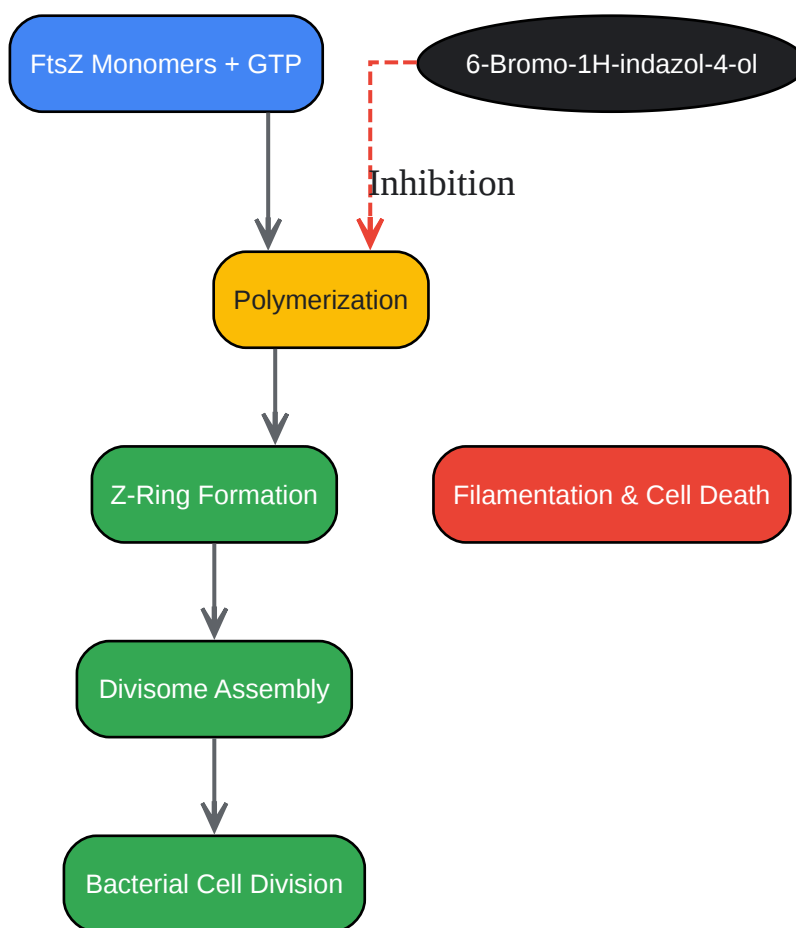 FtsZ Monomers + GTP
6-Bromo-1H-indazol-4-ol
Inhibition
Polymerization
Z-Ring Formation
Filamentation & Cell Death
Divisome Assembly
Bacterial Cell Division